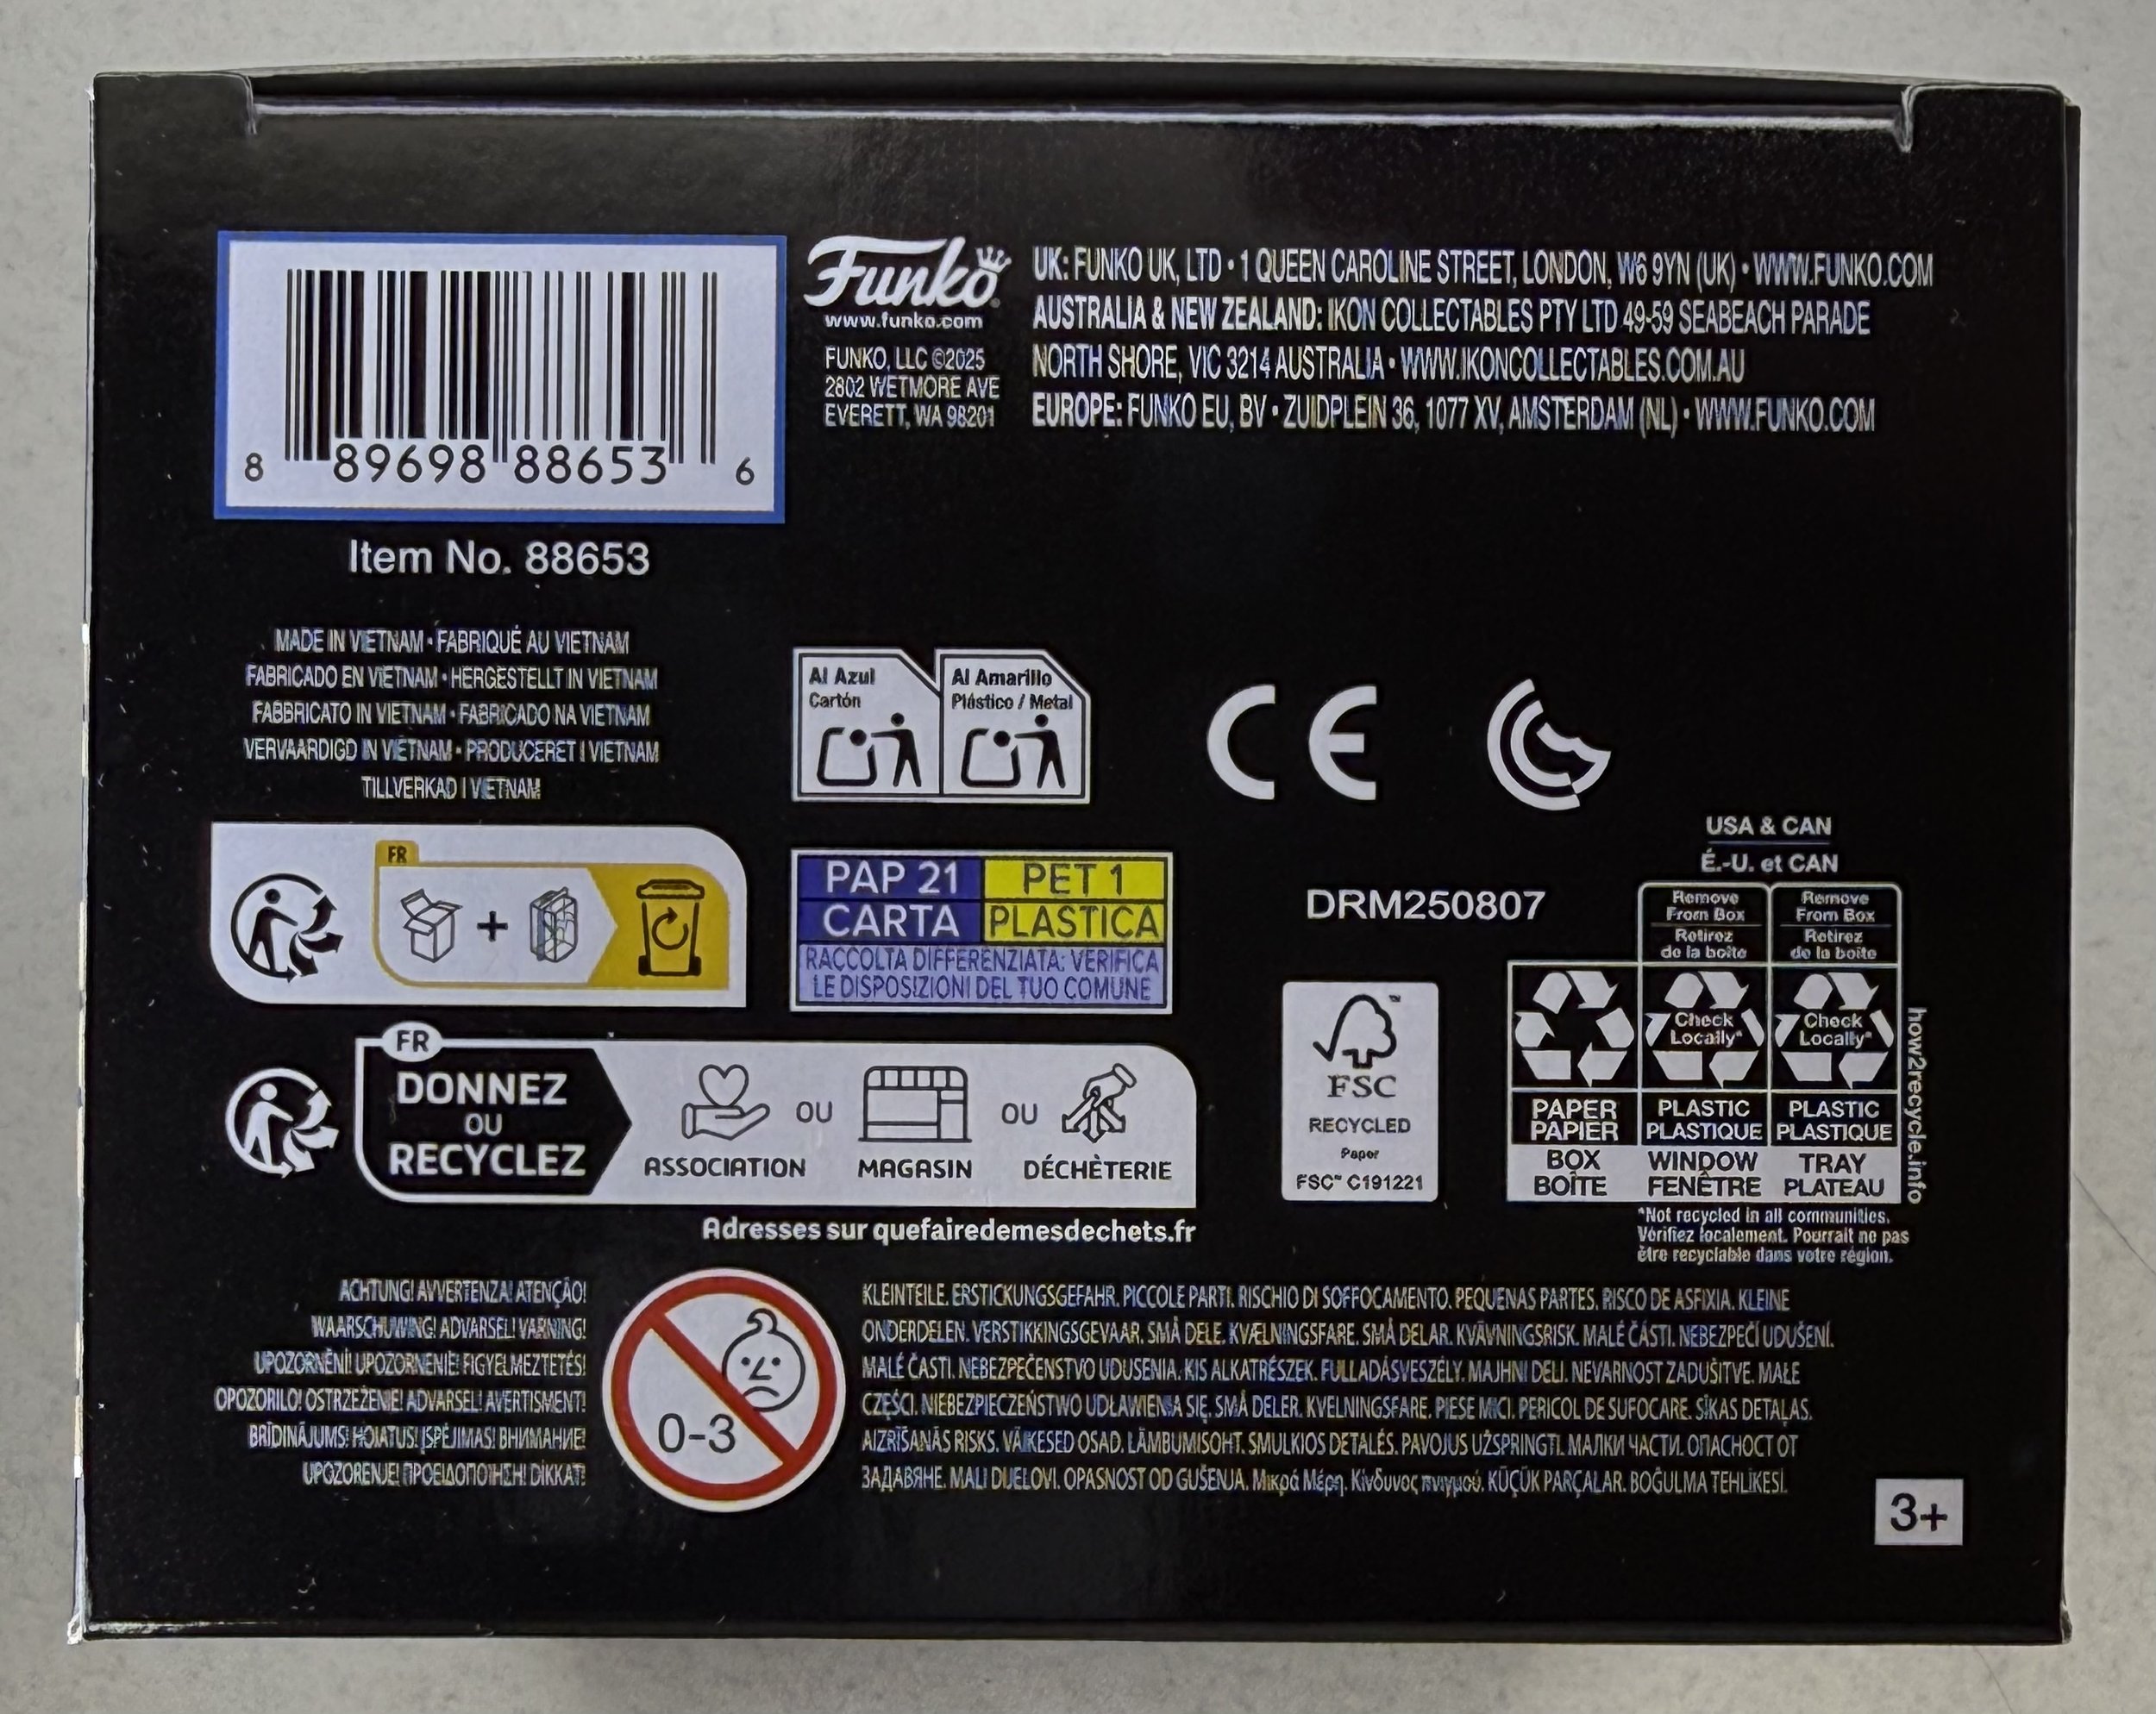 8 89698 88653 6
Item No. 88653
Funko
www.funko.com
FUNKO, LLC ©2025
2802 WETMORE AVE
EVERETT, WA 98201
UK: FUNKO UK, LTD • 1 QUEEN CAROLINE STREET, LONDON, W6 9YN (UK) • WWW.FUNKO.COM
AUSTRALIA & NEW ZEALAND: IKON COLLECTABLES PTY LTD 49-59 SEABEACH PARADE
NORTH SHORE, VIC 3214 AUSTRALIA • WWW.IKONCOLLECTABLES.COM.AU
EUROPE: FUNKO EU, BV • ZUIDPLEIN 36, 1077 XV, AMSTERDAM (NL) • WWW.FUNKO.COM
MADE IN VIETNAM • FABRIQUÉ AU VIETNAM
FABRICADO EN VIETNAM • HERGESTELLT IN VIETNAM
FABBRICATO IN VIETNAM • FABRICADO NA VIETNAM
VERVAARDIGD IN VIETNAM • PRODUCERET I VIETNAM
TILLVERKAD I VIETNAM
Al Azul
Cartón
Al Amarillo
Plástico / Metal
CE
FR
PAP 21
CARTA
PET 1
PLASTICA
RACCOLTA DIFFERENZIATA: VERIFICA
LE DISPOSIZIONI DEL TUO COMUNE
DRM250807
USA & CAN
É.-U. et CAN
Remove
From Box
Retirez
de la boîte
Remove
From Box
Retirez
de la boîte
Check
Locally*
Check
Locally*
PAPER
PAPIER
PLASTIC
PLASTIQUE
PLASTIC
PLASTIQUE
BOX
BOÎTE
WINDOW
FENÊTRE
TRAY
PLATEAU
how2recycle.info
*Not recycled in all communities.
Vérifiez localement. Pourrait ne pas
être recyclable dans votre région.
FSC™
RECYCLED
Paper
FSC™ C191221
FR
DONNEZ
OU
RECYCLEZ
ASSOCIATION
OU
MAGASIN
OU
DÉCHÈTERIE
Adresses sur quefairedemesdechets.fr
ACHTUNG! AVVERTENZA! ATENÇÃO!
WAARSCHUWING! ADVARSEL! VARNING!
UPOZORNĚNÍ! UPOZORNENIE! FIGYELMEZTETÉS!
OPOZORILO! OSTRZEŻENIE! ADVARSEL! AVERTISMENT!
BRĪDINĀJUMS! HOIATUS! ĮSPĖJIMAS! ВНИМАНИЕ!
UPOZORENJE! ΠΡΟΕΙΔΟΠΟΙΗΣΗ! DİKKAT!
0-3
KLEINTEILE. ERSTICKUNGSGEFAHR. PICCOLE PARTI. RISCHIO DI SOFFOCAMENTO. PEQUENAS PARTES. RISCO DE ASFIXIA. KLEINE
ONDERDELEN. VERSTIKKINGSGEVAAR. SMÅ DELE. KVÆLNINGSFARE. SMÅ DELAR. KVÄVNINGSRISK. MALÉ ČÁSTI. NEBEZPEČÍ UDUŠENÍ.
MALÉ ČASTI. NEBEZPEČENSTVO UDUSENIA. KIS ALKATRÉSZEK. FULLADÁSVESZÉLY. MAJHNI DELI. NEVARNOST ZADUŠITVE. MAŁE
CZĘŚCI. NIEBEZPIECZEŃSTWO UDŁAWIENIA SIĘ. SMÅ DELER. KVELNINGSFARE. PIESE MICI. PERICOL DE SUFOCARE. SĪKAS DETAĻAS.
AIZRĪŠANĀS RISKS. VÄIKESED OSAD. LÄMBUMISOHT. SMULKIOS DETALĖS. PAVOJUS UŽSPRINGTI. МАЛКИ ЧАСТИ. ОПАСНОСТ ОТ
ЗАДАВЯНЕ. MALI DIJELOVI. OPASNOST OD GUŠENJA. Μικρά Μέρη. Κίνδυνος πνιγμού. KÜÇÜK PARÇALAR. BOĞULMA TEHLİKESİ.
3+